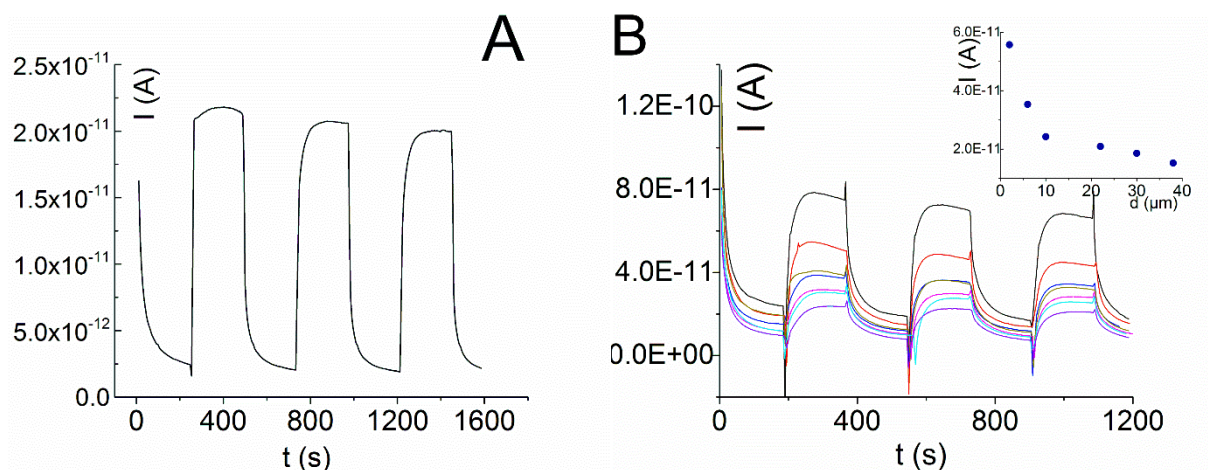 A
I (A)
2.5x10⁻¹¹
2.0x10⁻¹¹
1.5x10⁻¹¹
1.0x10⁻¹¹
5.0x10⁻¹²
0.0
0 400 800 1200 1600
t (s)
B
I (A)
1.2E-10
8.0E-11
4.0E-11
0.0E+00
0 400 800 1200
t (s)
I (A)
6.0E-11
4.0E-11
2.0E-11
0 10 20 30 40
d (µm)